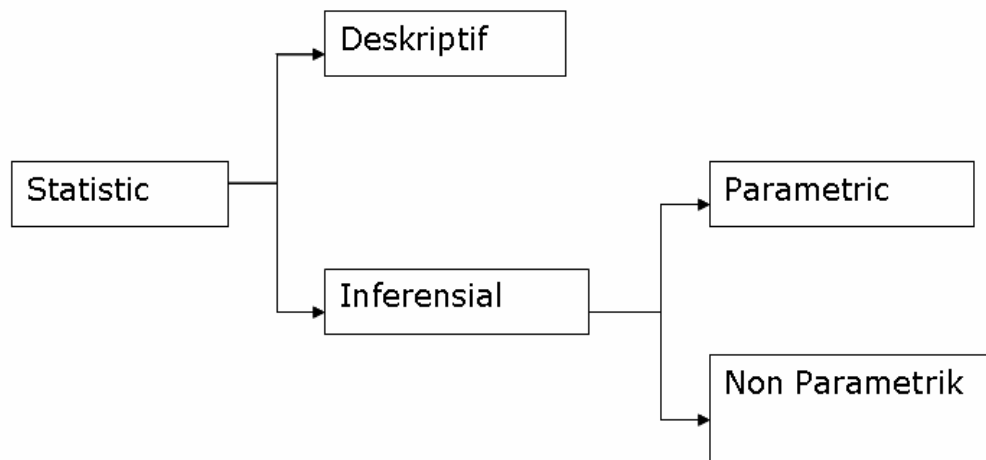 Deskriptif
Statistic
Parametric
Inferensial
Non Parametrik